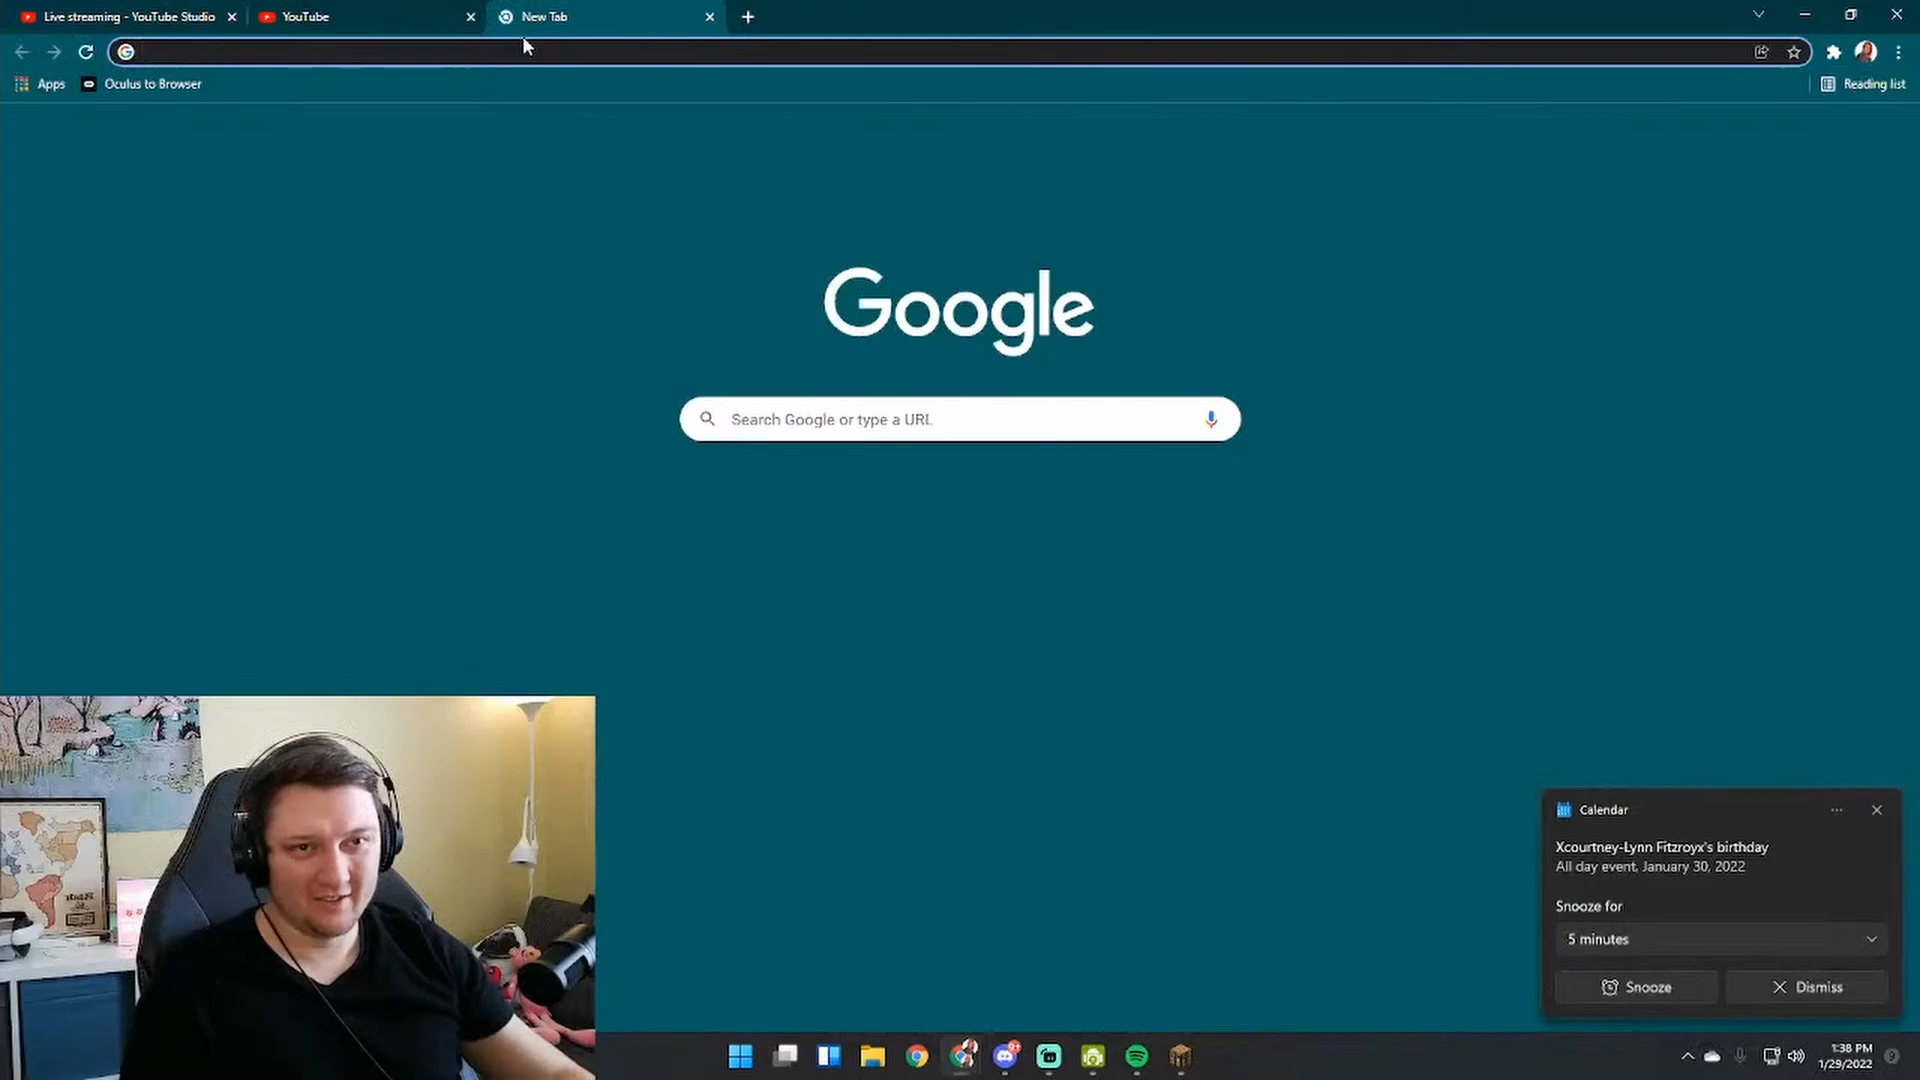 Live streaming - YouTube Studio
YouTube
New Tab
Apps
Oculus to Browser
Reading list
Google
Search Google or type a URL
Calendar
Xcourtney-Lynn Fitzroyx's birthday
All day event, January 30, 2022
Snooze for
5 minutes
Snooze
Dismiss
9+
1:38 PM
1/29/2022